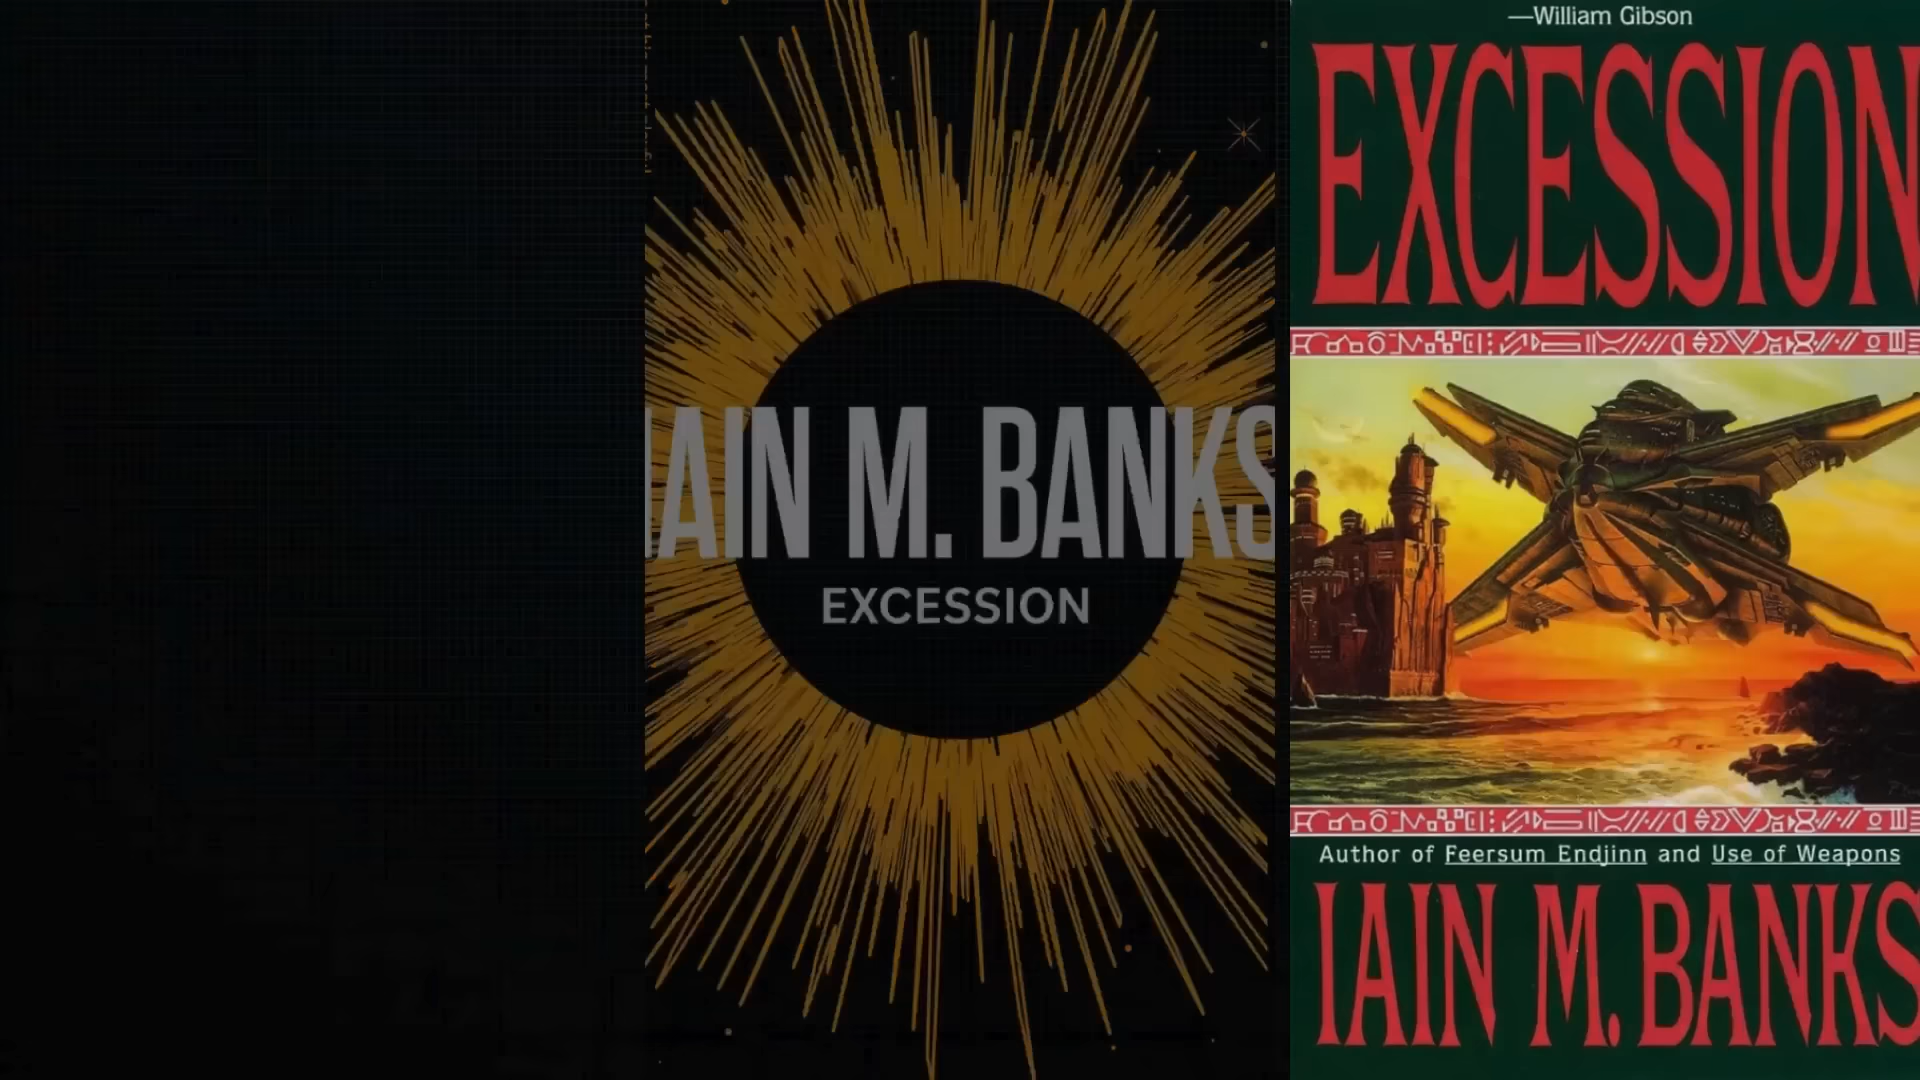 IAIN M. BANKS
EXCESSION
—William Gibson
EXCESSION
Author of Feersum Endjinn and Use of Weapons
IAIN M. BANKS